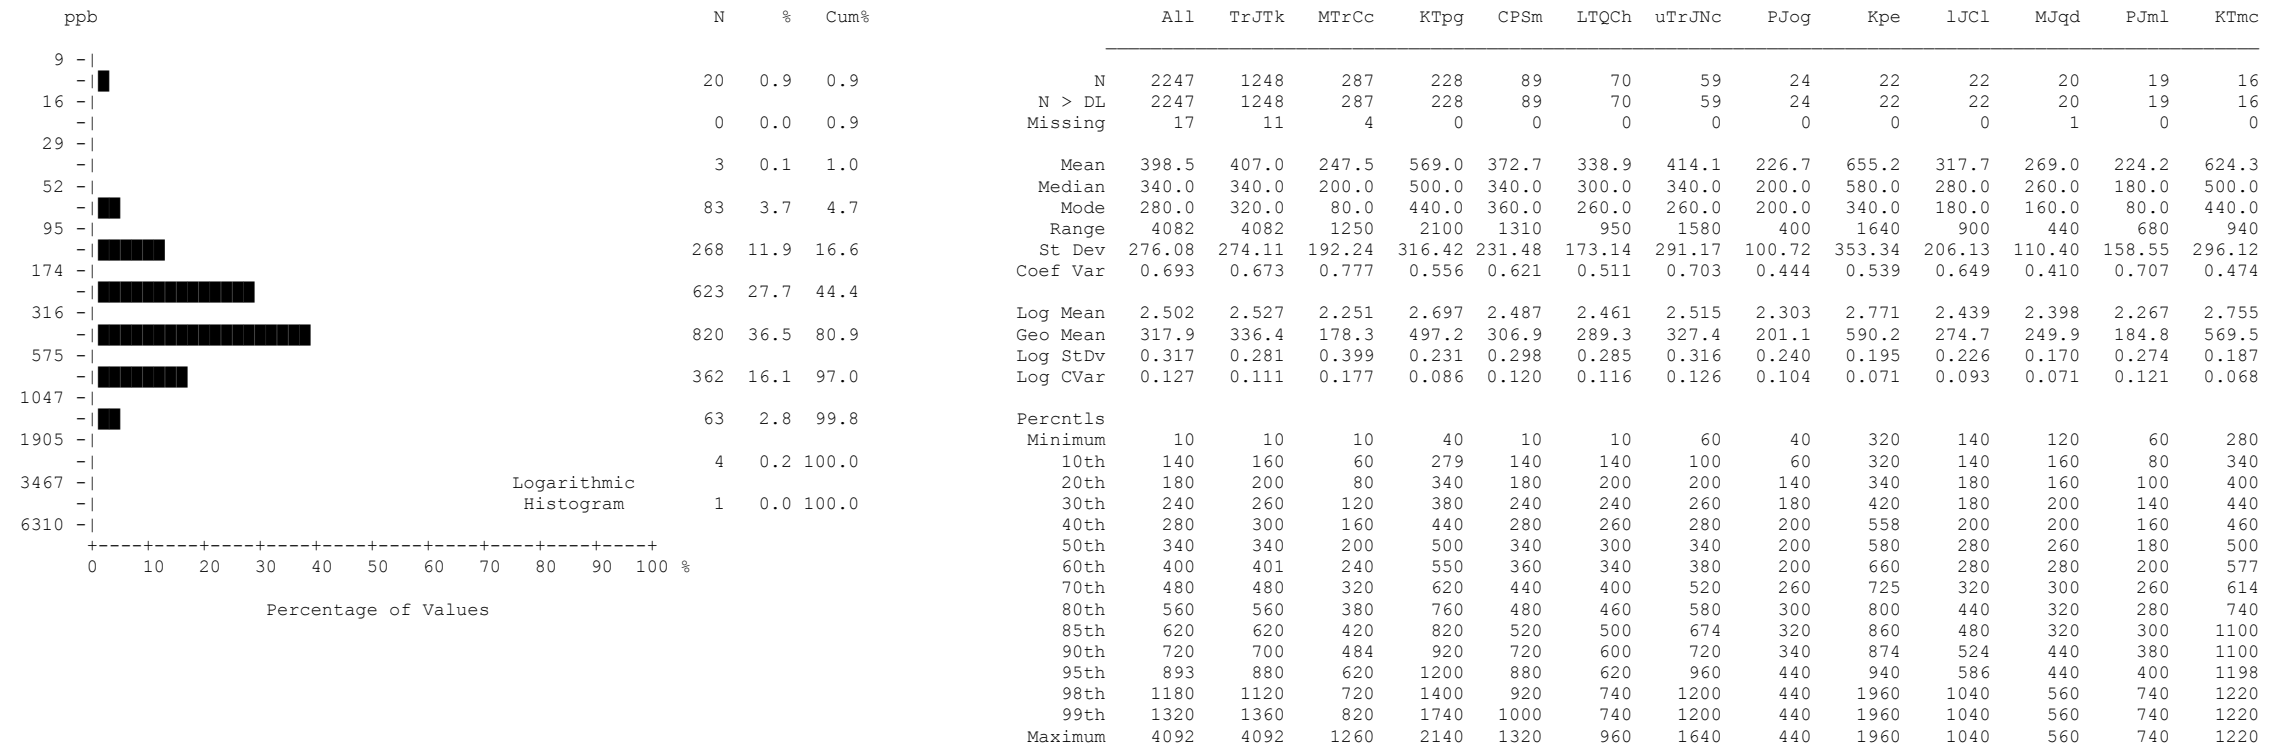 ppb N % Cum% All TrJTk MTrCc KTpg CPSm LTQCh uTrJNc PJog Kpe lJCl MJqd PJml KTmc
9 -|
-| 20 0.9 0.9 N 2247 1248 287 228 89 70 59 24 22 22 20 19 16
16 -| N > DL 2247 1248 287 228 89 70 59 24 22 22 20 19 16
-| 0 0.0 0.9 Missing 17 11 4 0 0 0 0 0 0 0 1 0 0
29 -|
-| 3 0.1 1.0 Mean 398.5 407.0 247.5 569.0 372.7 338.9 414.1 226.7 655.2 317.7 269.0 224.2 624.3
52 -| Median 340.0 340.0 200.0 500.0 340.0 300.0 340.0 200.0 580.0 280.0 260.0 180.0 500.0
-| 83 3.7 4.7 Mode 280.0 320.0 80.0 440.0 360.0 260.0 260.0 200.0 340.0 180.0 160.0 80.0 440.0
95 -| Range 4082 4082 1250 2100 1310 950 1580 400 1640 900 440 680 940
-| 268 11.9 16.6 St Dev 276.08 274.11 192.24 316.42 231.48 173.14 291.17 100.72 353.34 206.13 110.40 158.55 296.12
174 -| Coef Var 0.693 0.673 0.777 0.556 0.621 0.511 0.703 0.444 0.539 0.649 0.410 0.707 0.474
-| 623 27.7 44.4
316 -| Log Mean 2.502 2.527 2.251 2.697 2.487 2.461 2.515 2.303 2.771 2.439 2.398 2.267 2.755
-| 820 36.5 80.9 Geo Mean 317.9 336.4 178.3 497.2 306.9 289.3 327.4 201.1 590.2 274.7 249.9 184.8 569.5
575 -| Log StDv 0.317 0.281 0.399 0.231 0.298 0.285 0.316 0.240 0.195 0.226 0.170 0.274 0.187
-| 362 16.1 97.0 Log CVar 0.127 0.111 0.177 0.086 0.120 0.116 0.126 0.104 0.071 0.093 0.071 0.121 0.068
1047 -|
-| 63 2.8 99.8 Percntls
1905 -| Minimum 10 10 10 40 10 10 60 40 320 140 120 60 280
-| 4 0.2 100.0 10th 140 160 60 279 140 140 100 60 320 140 160 80 340
3467 -| Logarithmic 20th 180 200 80 340 180 200 200 140 340 180 160 100 400
-| Histogram 1 0.0 100.0 30th 240 260 120 380 240 240 260 180 420 180 200 140 440
6310 -| 40th 280 300 160 440 280 260 280 200 558 200 200 160 460
+----+----+----+----+----+----+----+----+----+----+ 50th 340 340 200 500 340 300 340 200 580 280 260 180 500
0 10 20 30 40 50 60 70 80 90 100 % 60th 400 401 240 550 360 340 380 200 660 280 280 200 577
70th 480 480 320 620 440 400 520 260 725 320 300 260 614
Percentage of Values 80th 560 560 380 760 480 460 580 300 800 440 320 280 740
85th 620 620 420 820 520 500 674 320 860 480 320 300 1100
90th 720 700 484 920 720 600 720 340 874 524 440 380 1100
95th 893 880 620 1200 880 620 960 440 940 586 440 400 1198
98th 1180 1120 720 1400 920 740 1200 440 1960 1040 560 740 1220
99th 1320 1360 820 1740 1000 740 1200 440 1960 1040 560 740 1220
Maximum 4092 4092 1260 2140 1320 960 1640 440 1960 1040 560 740 1220